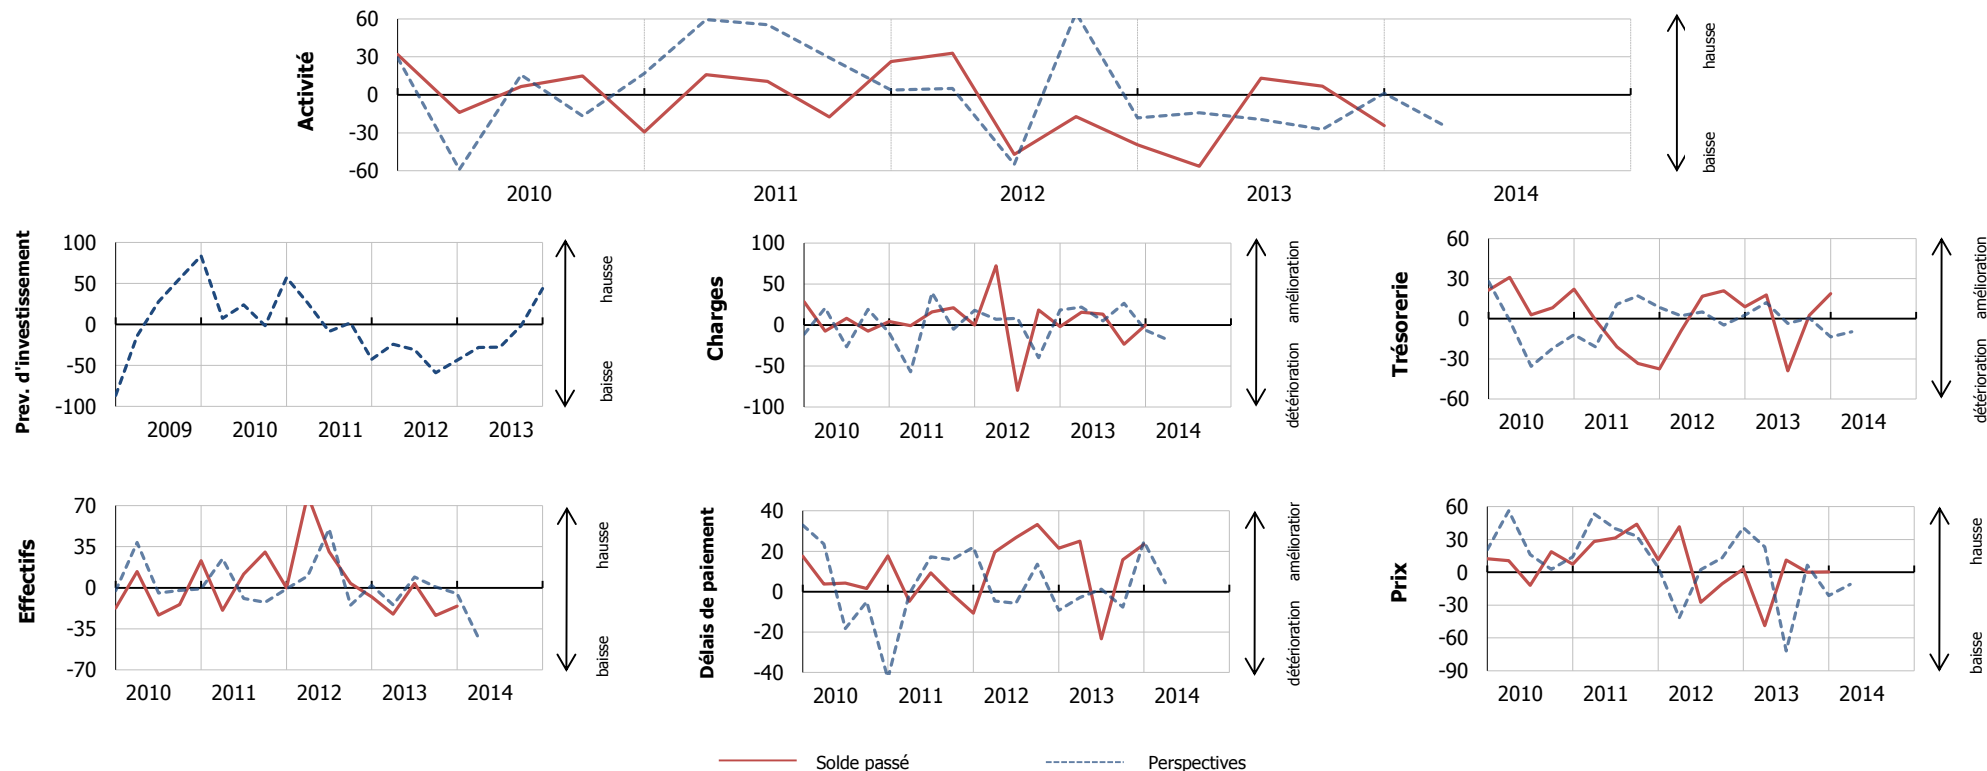 Activité
60
30
0
-30
-60
2010 2011 2012 2013 2014
hausse
baisse
Prev. d'investissement
100
50
0
-50
-100
2009 2010 2011 2012 2013
hausse
baisse
Charges
100
50
0
-50
-100
2010 2011 2012 2013 2014
amélioration
détérioration
Trésorerie
60
30
0
-30
-60
2010 2011 2012 2013 2014
amélioration
détérioration
Effectifs
70
35
0
-35
-70
2010 2011 2012 2013 2014
hausse
baisse
Délais de paiement
40
20
0
-20
-40
2010 2011 2012 2013 2014
amélioratior
détérioration
Prix
60
30
0
-30
-60
-90
2010 2011 2012 2013 2014
hausse
baisse
Solde passé Perspectives